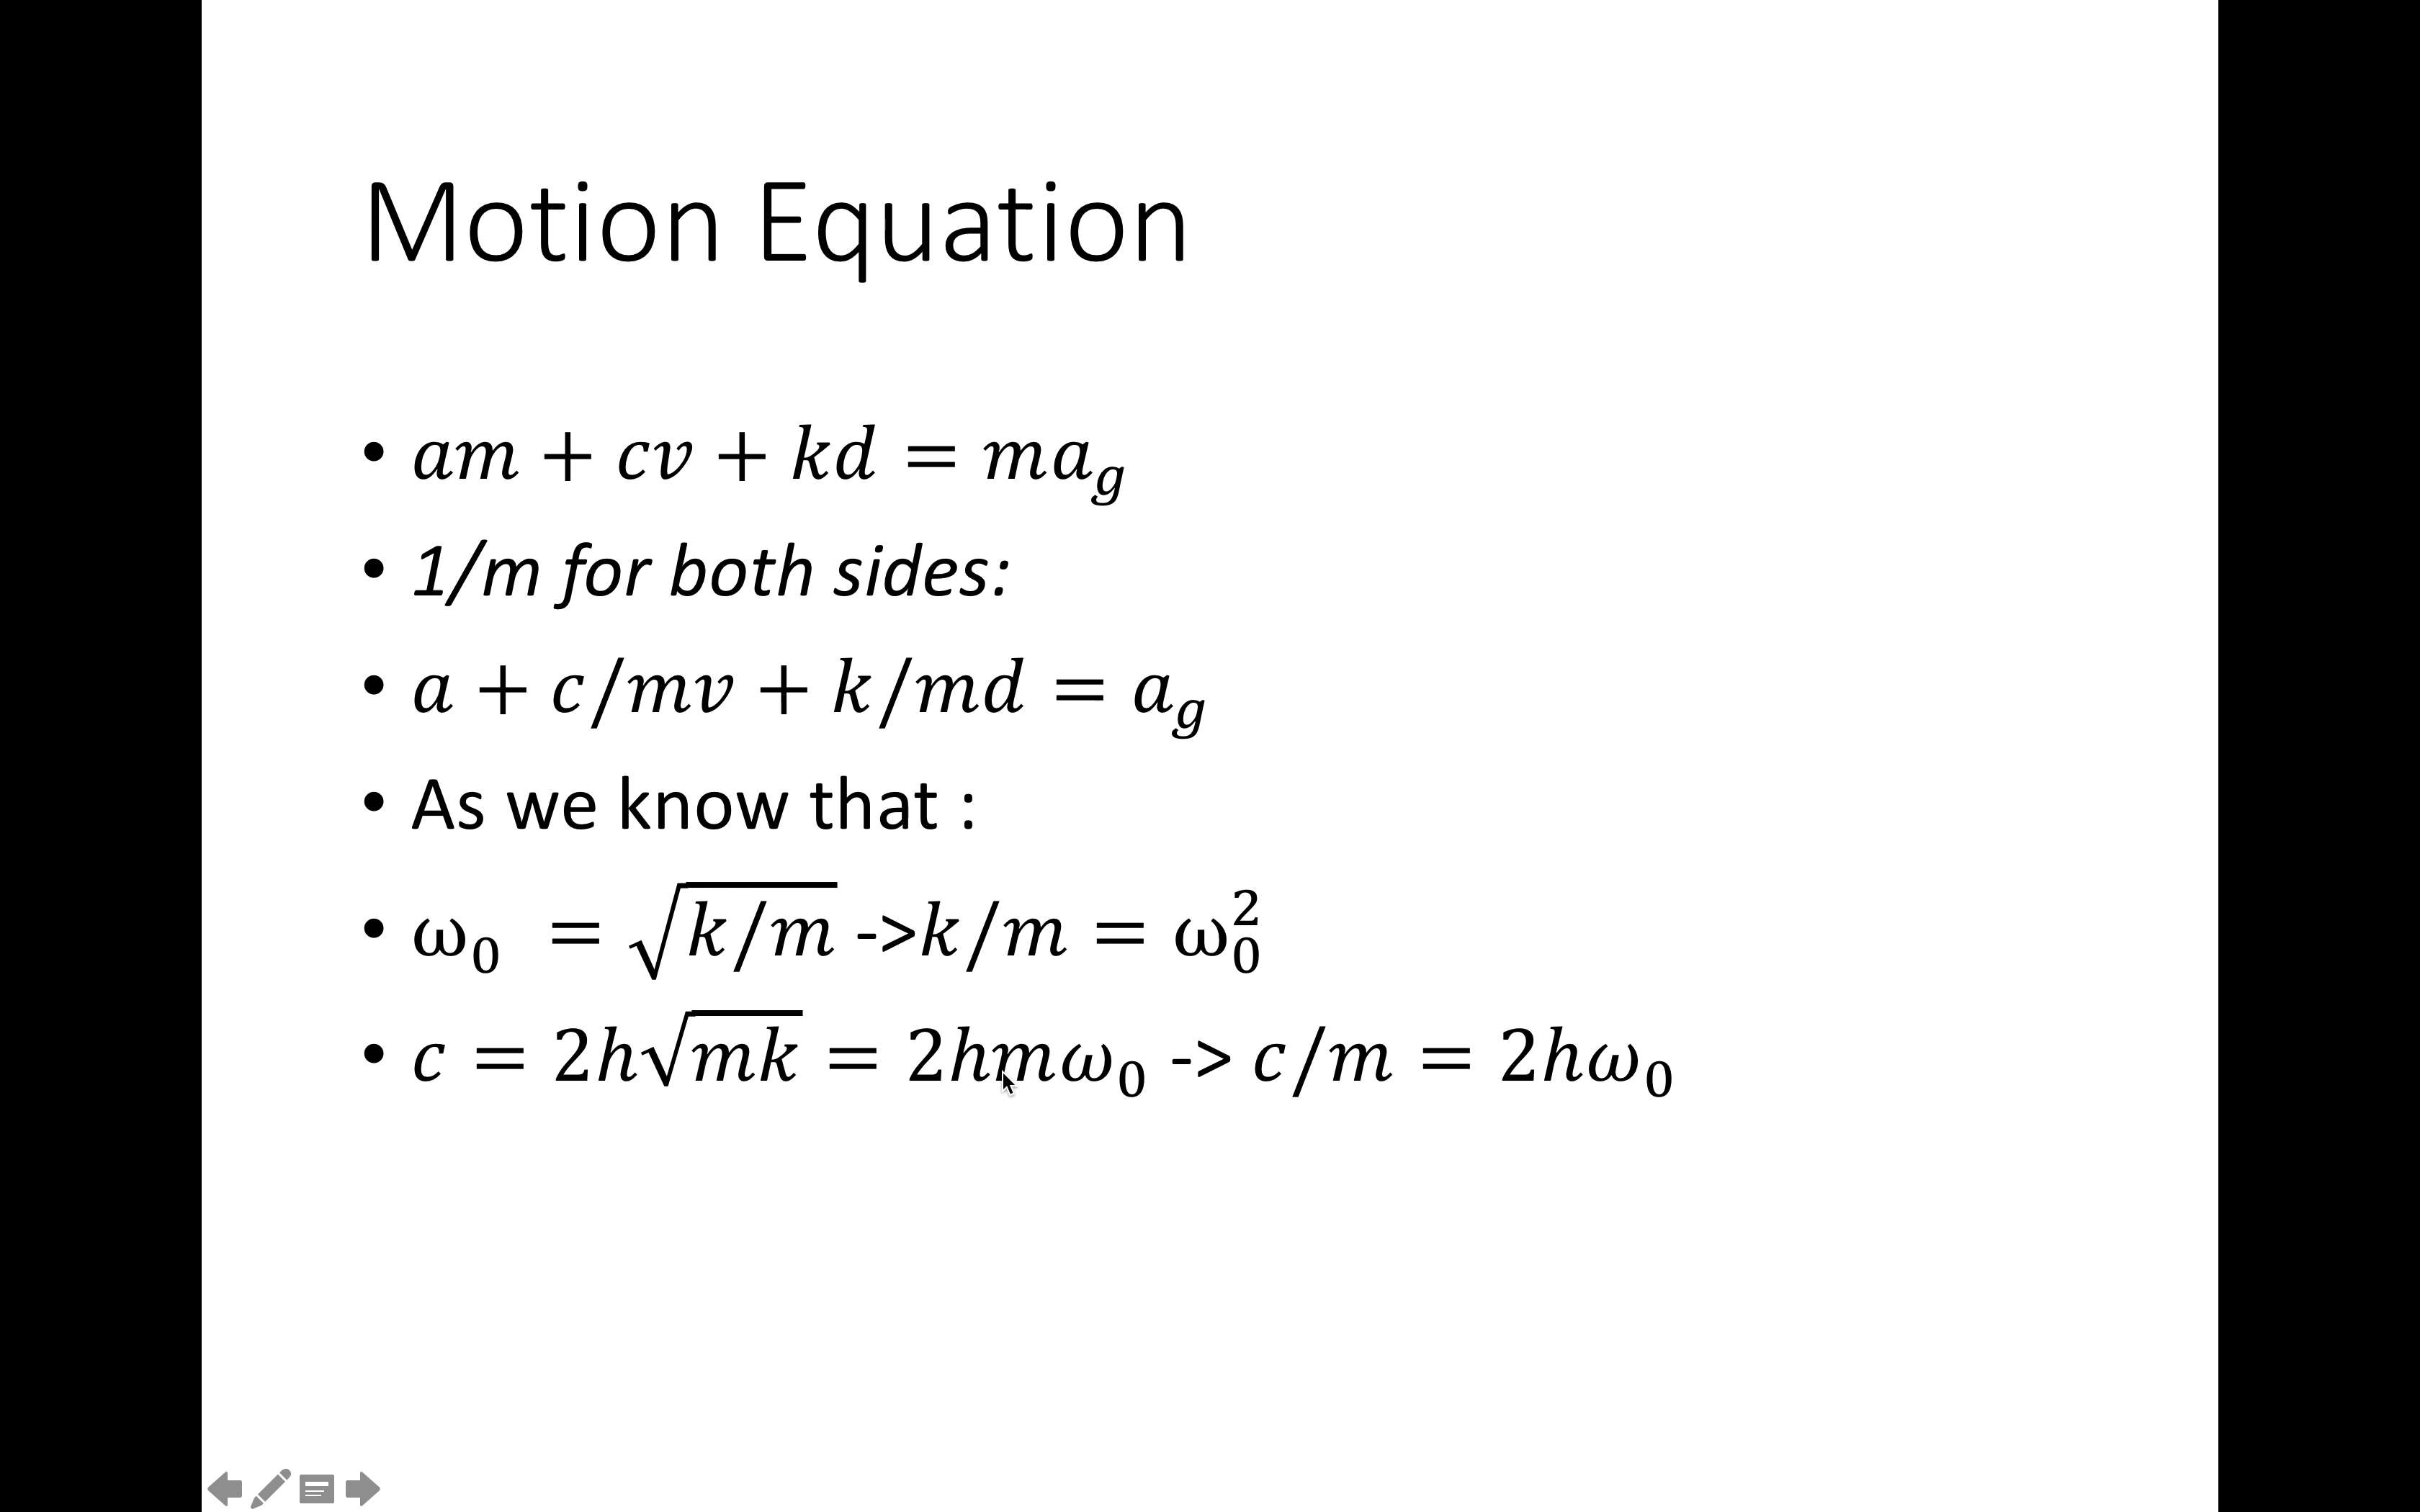 Motion Equation
• am + cv + kd = ma_g
• 1/m for both sides:
• a + c/mv + k/md = a_g
• As we know that :
• ω_0 = √(k/m) ->k/m = ω_0^2
• c = 2h√(mk) = 2hmω_0 -> c/m = 2hω_0